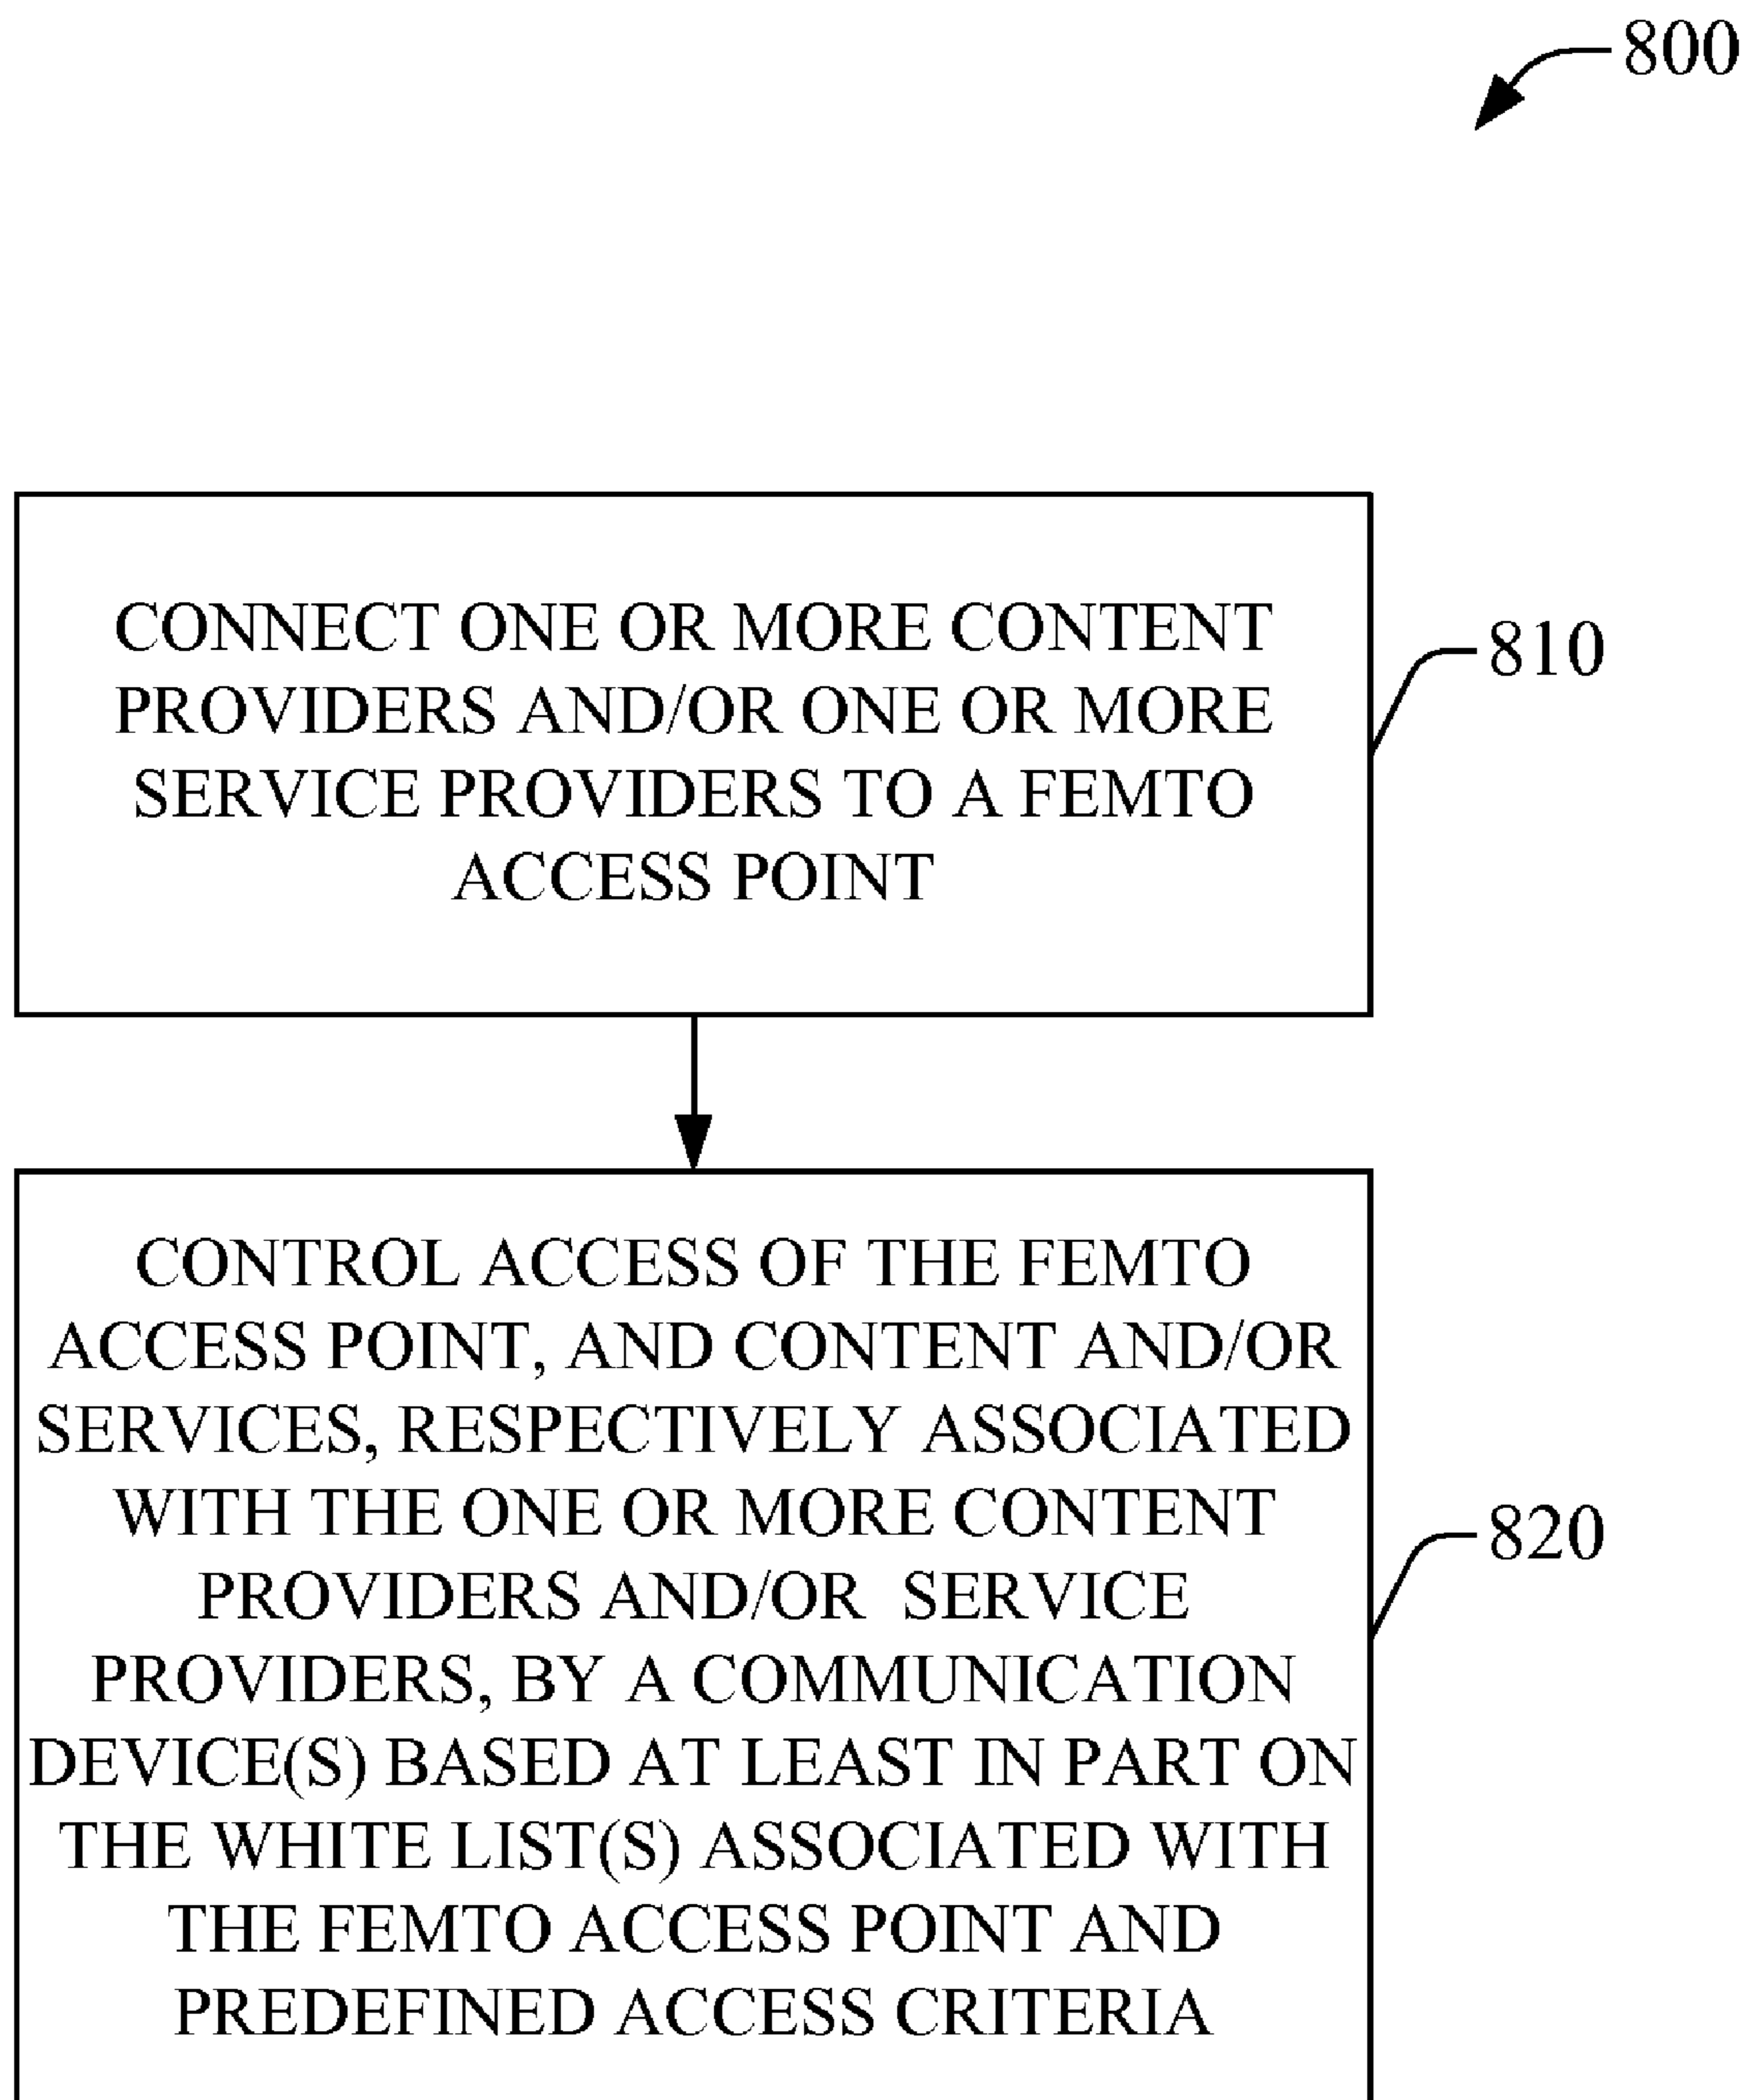 800
CONNECT ONE OR MORE CONTENT
PROVIDERS AND/OR ONE OR MORE
SERVICE PROVIDERS TO A FEMTO
ACCESS POINT
810
CONTROL ACCESS OF THE FEMTO
ACCESS POINT, AND CONTENT AND/OR
SERVICES, RESPECTIVELY ASSOCIATED
WITH THE ONE OR MORE CONTENT
PROVIDERS AND/OR SERVICE
PROVIDERS, BY A COMMUNICATION
DEVICE(S) BASED AT LEAST IN PART ON
THE WHITE LIST(S) ASSOCIATED WITH
THE FEMTO ACCESS POINT AND
PREDEFINED ACCESS CRITERIA
820